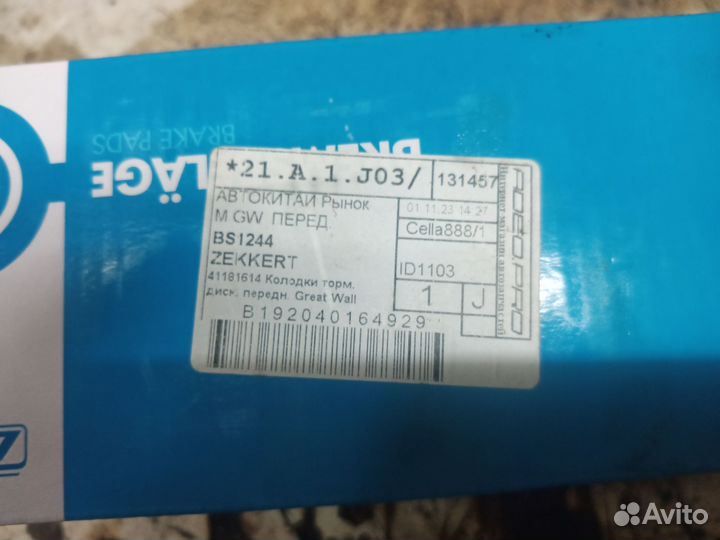 BREMSBELÄGE
BRAKE PADS
*21.A.1.J03/
131457
АВТОКИТАЙ Рынок
М GW ПЕРЕД.
BS1244
ZEKKERT
41181614 Колодки торм.
диск. передн. Great Wall
01.11.23 14:27
Cella888/1
ID1103
1
J
B192040164929
Avito